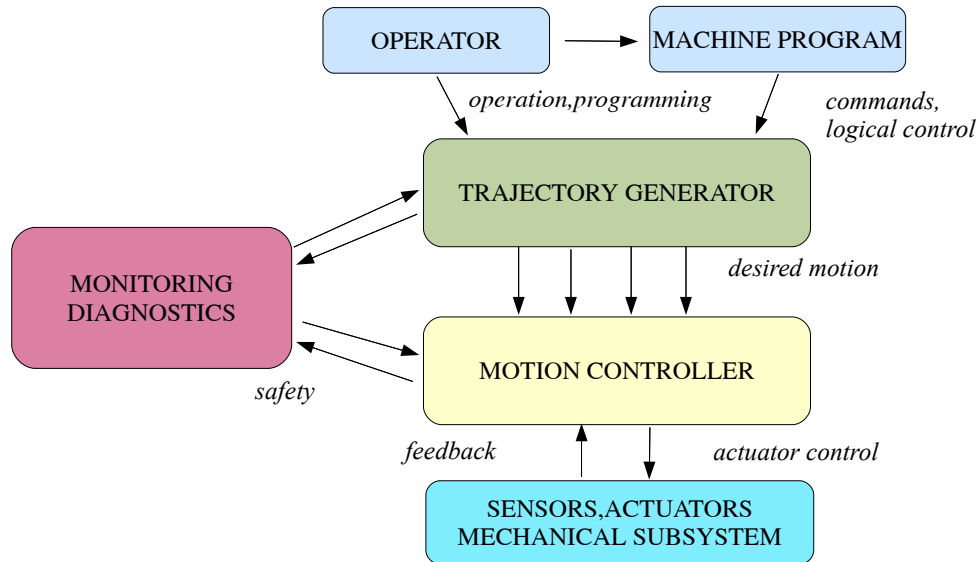 OPERATOR
MACHINE PROGRAM
operation,programming
commands,
logical control
TRAJECTORY GENERATOR
desired motion
MONITORING
DIAGNOSTICS
MOTION CONTROLLER
safety
feedback
actuator control
SENSORS,ACTUATORS
MECHANICAL SUBSYSTEM